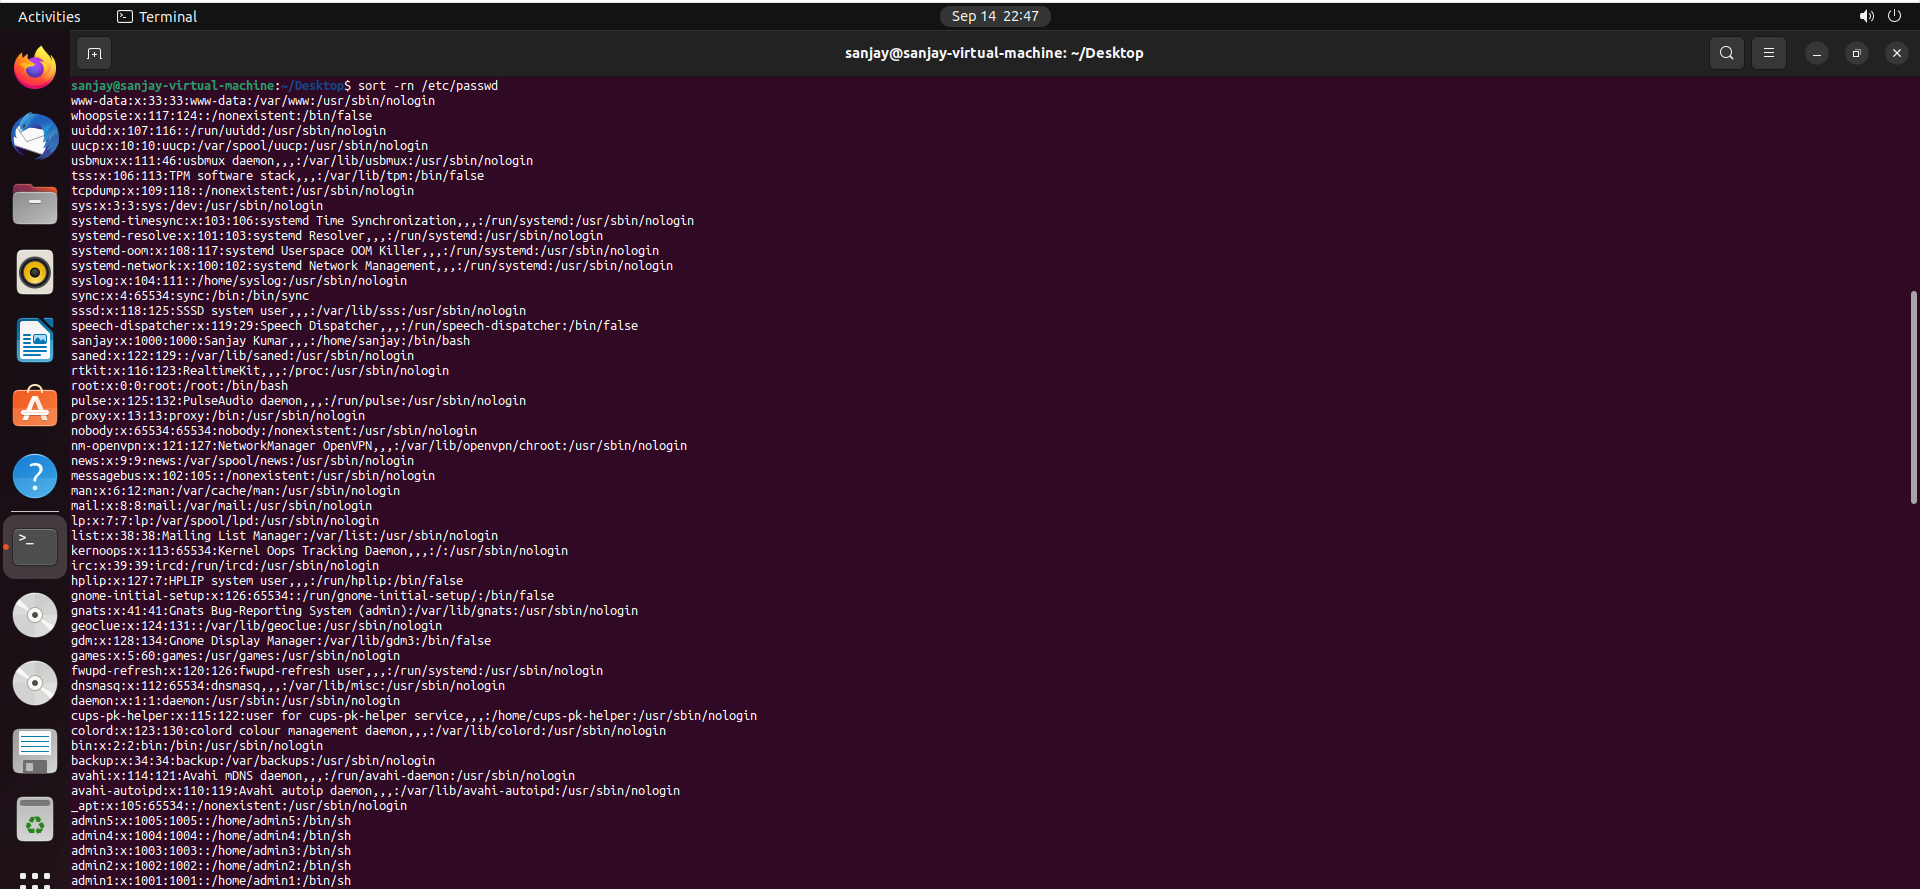 Activities
Terminal
Sep 14 22:47
sanjay@sanjay-virtual-machine: ~/Desktop
sanjay@sanjay-virtual-machine:~/Desktop$ sort -rn /etc/passwd
www-data:x:33:33:www-data:/var/www:/usr/sbin/nologin
whoopsie:x:117:124::/nonexistent:/bin/false
uuidd:x:107:116::/run/uuidd:/usr/sbin/nologin
uucp:x:10:10:uucp:/var/spool/uucp:/usr/sbin/nologin
usbmux:x:111:46:usbmux daemon,,,:/var/lib/usbmux:/usr/sbin/nologin
tss:x:106:113:TPM software stack,,,:/var/lib/tpm:/bin/false
tcpdump:x:109:118::/nonexistent:/usr/sbin/nologin
sys:x:3:3:sys:/dev:/usr/sbin/nologin
systemd-timesync:x:103:106:systemd Time Synchronization,,,:/run/systemd:/usr/sbin/nologin
systemd-resolve:x:101:103:systemd Resolver,,,:/run/systemd:/usr/sbin/nologin
systemd-oom:x:108:117:systemd Userspace OOM Killer,,,:/run/systemd:/usr/sbin/nologin
systemd-network:x:100:102:systemd Network Management,,,:/run/systemd:/usr/sbin/nologin
syslog:x:104:111::/home/syslog:/usr/sbin/nologin
sync:x:4:65534:sync:/bin:/bin/sync
sssd:x:118:125:SSSD system user,,,:/var/lib/sss:/usr/sbin/nologin
speech-dispatcher:x:119:29:Speech Dispatcher,,,:/run/speech-dispatcher:/bin/false
sanjay:x:1000:1000:Sanjay Kumar,,,:/home/sanjay:/bin/bash
saned:x:122:129::/var/lib/saned:/usr/sbin/nologin
rtkit:x:116:123:RealtimeKit,,,:/proc:/usr/sbin/nologin
root:x:0:0:root:/root:/bin/bash
pulse:x:125:132:PulseAudio daemon,,,:/run/pulse:/usr/sbin/nologin
proxy:x:13:13:proxy:/bin:/usr/sbin/nologin
nobody:x:65534:65534:nobody:/nonexistent:/usr/sbin/nologin
nm-openvpn:x:121:127:NetworkManager OpenVPN,,,:/var/lib/openvpn/chroot:/usr/sbin/nologin
news:x:9:9:news:/var/spool/news:/usr/sbin/nologin
messagebus:x:102:105::/nonexistent:/usr/sbin/nologin
man:x:6:12:man:/var/cache/man:/usr/sbin/nologin
mail:x:8:8:mail:/var/mail:/usr/sbin/nologin
lp:x:7:7:lp:/var/spool/lpd:/usr/sbin/nologin
list:x:38:38:Mailing List Manager:/var/list:/usr/sbin/nologin
kernoops:x:113:65534:Kernel Oops Tracking Daemon,,,:/:/usr/sbin/nologin
irc:x:39:39:ircd:/run/ircd:/usr/sbin/nologin
hplip:x:127:7:HPLIP system user,,,:/run/hplip:/bin/false
gnome-initial-setup:x:126:65534::/run/gnome-initial-setup/:/bin/false
gnats:x:41:41:Gnats Bug-Reporting System (admin):/var/lib/gnats:/usr/sbin/nologin
geoclue:x:124:131::/var/lib/geoclue:/usr/sbin/nologin
gdm:x:128:134:Gnome Display Manager:/var/lib/gdm3:/bin/false
games:x:5:60:games:/usr/games:/usr/sbin/nologin
fwupd-refresh:x:120:126:fwupd-refresh user,,,:/run/systemd:/usr/sbin/nologin
dnsmasq:x:112:65534:dnsmasq,,,:/var/lib/misc:/usr/sbin/nologin
daemon:x:1:1:daemon:/usr/sbin:/usr/sbin/nologin
cups-pk-helper:x:115:122:user for cups-pk-helper service,,,:/home/cups-pk-helper:/usr/sbin/nologin
colord:x:123:130:colord colour management daemon,,,:/var/lib/colord:/usr/sbin/nologin
bin:x:2:2:bin:/bin:/usr/sbin/nologin
backup:x:34:34:backup:/var/backups:/usr/sbin/nologin
avahi:x:114:121:Avahi mDNS daemon,,,:/run/avahi-daemon:/usr/sbin/nologin
avahi-autoipd:x:110:119:Avahi autoip daemon,,,:/var/lib/avahi-autoipd:/usr/sbin/nologin
_apt:x:105:65534::/nonexistent:/usr/sbin/nologin
admin5:x:1005:1005::/home/admin5:/bin/sh
admin4:x:1004:1004::/home/admin4:/bin/sh
admin3:x:1003:1003::/home/admin3:/bin/sh
admin2:x:1002:1002::/home/admin2:/bin/sh
admin1:x:1001:1001::/home/admin1:/bin/sh